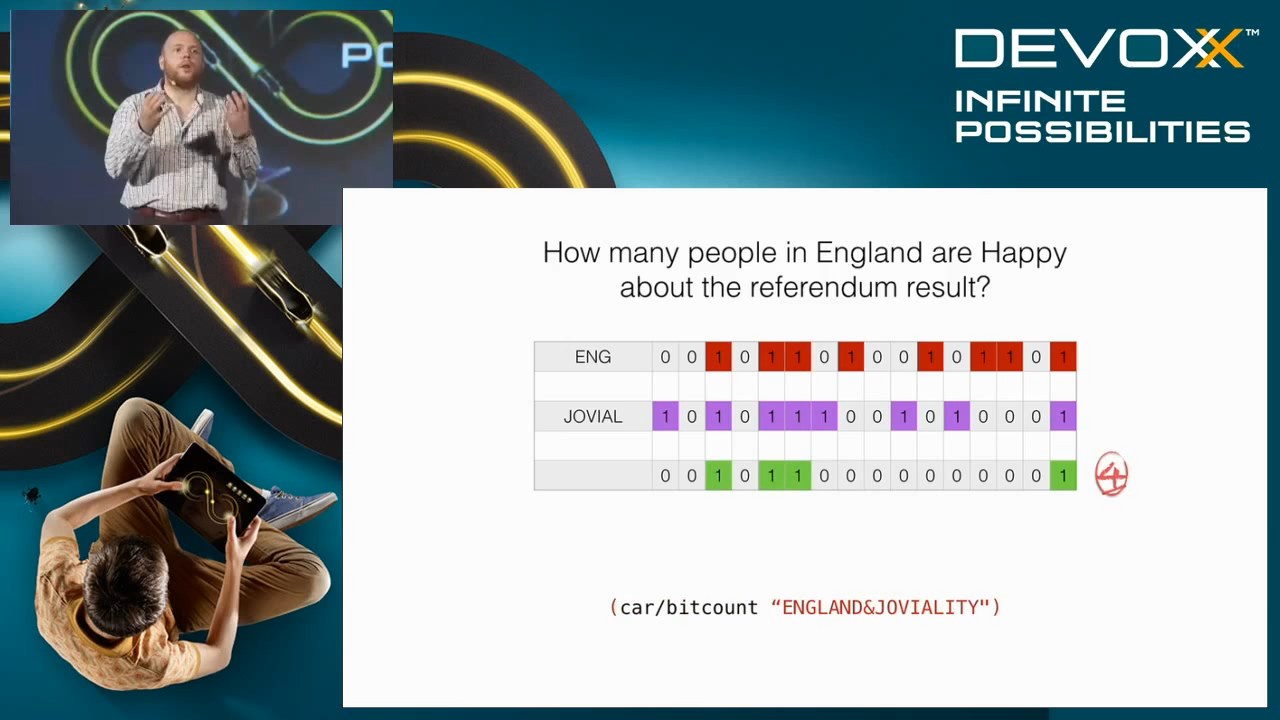 PO
DEVOXX™
INFINITE
POSSIBILITIES
How many people in England are Happy
about the referendum result?
ENG 0 0 1 0 1 1 0 1 0 0 1 0 1 1 0 1
JOVIAL 1 0 1 0 1 1 1 0 0 1 0 1 0 0 0 1
0 0 1 0 1 1 0 0 0 0 0 0 0 0 0 1
4
(car/bitcount “ENGLAND&JOVIALITY")